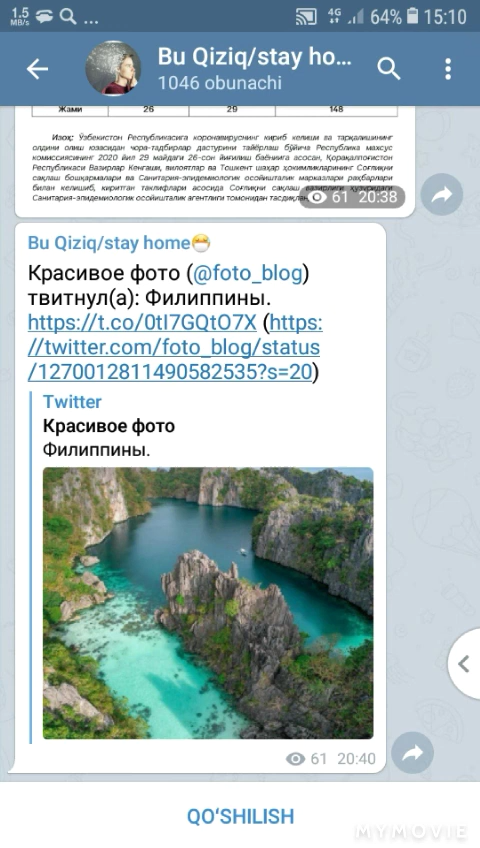 1.5
MB/s
...
4G
64%
15:10
Bu Qiziq/stay ho...
1046 obunachi
Жами 26 29 148
Изоҳ: Ўзбекистон Республикасига коронавируснинг кириб келиши ва тарқалишининг
олдини олиш юзасидан чора-тадбирлар дастурини тайёрлаш бўйича Республика махсус
комиссиясининг 2020 йил 29 майдаги 26-сон йиғилиш баёнига асосан, Қорақалпоғистон
Республикаси Вазирлар Кенгаши, вилоятлар ва Тошкент шаҳар ҳокимликларининг Соғлиқни
сақлаш бошқармалари ва Санитария-эпидемиологик осойишталик марказлари раҳбарлари
билан келишиб, киритган таклифлари асосида Соғлиқни сақлаш вазирлиги ҳузуридаги
Санитария-эпидемиологик осойишталик агентлиги томонидан тасдиқлан
61 20:38
Bu Qiziq/stay home😷
Красивое фото (@foto_blog)
твитнул(а): Филиппины.
https://t.co/0tI7GQtO7X (https:
//twitter.com/foto_blog/status
/1270012811490582535?s=20)
Twitter
Красивое фото
Филиппины.
61 20:40
QOʻSHILISH
MYMOVIE